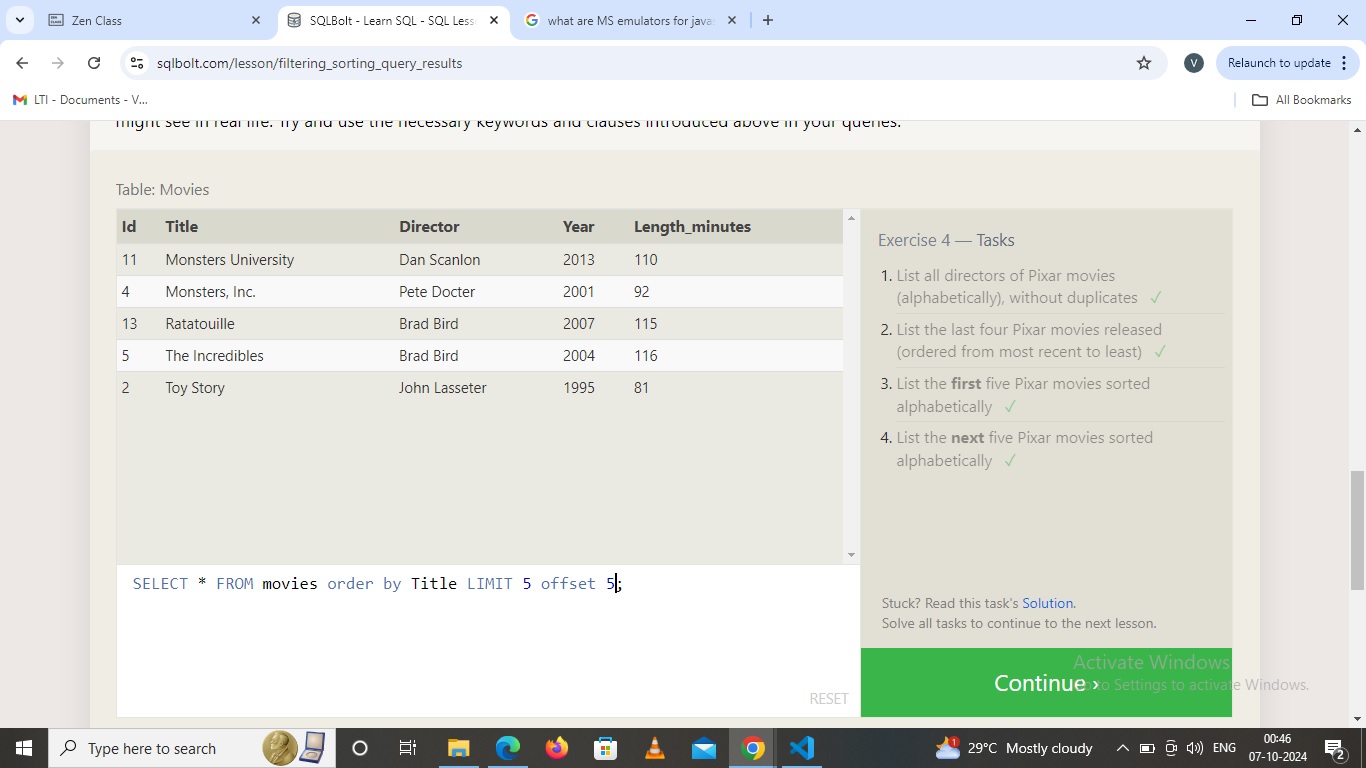 Zen Class
SQLBolt - Learn SQL - SQL Less
what are MS emulators for java
sqlbolt.com/lesson/filtering_sorting_query_results
V
Relaunch to update
LTI - Documents - V...
All Bookmarks
might see in real life. Try and use the necessary keywords and clauses introduced above in your queries.
Table: Movies
Id Title Director Year Length_minutes
11 Monsters University Dan Scanlon 2013 110
4 Monsters, Inc. Pete Docter 2001 92
13 Ratatouille Brad Bird 2007 115
5 The Incredibles Brad Bird 2004 116
2 Toy Story John Lasseter 1995 81
Exercise 4 — Tasks
1. List all directors of Pixar movies
(alphabetically), without duplicates ✓
2. List the last four Pixar movies released
(ordered from most recent to least) ✓
3. List the first five Pixar movies sorted
alphabetically ✓
4. List the next five Pixar movies sorted
alphabetically ✓
SELECT * FROM movies order by Title LIMIT 5 offset 5;
RESET
Stuck? Read this task's Solution.
Solve all tasks to continue to the next lesson.
Continue ›
Activate Windows
Go to Settings to activate Windows.
Type here to search
1
29°C Mostly cloudy
ENG
00:46
07-10-2024
2